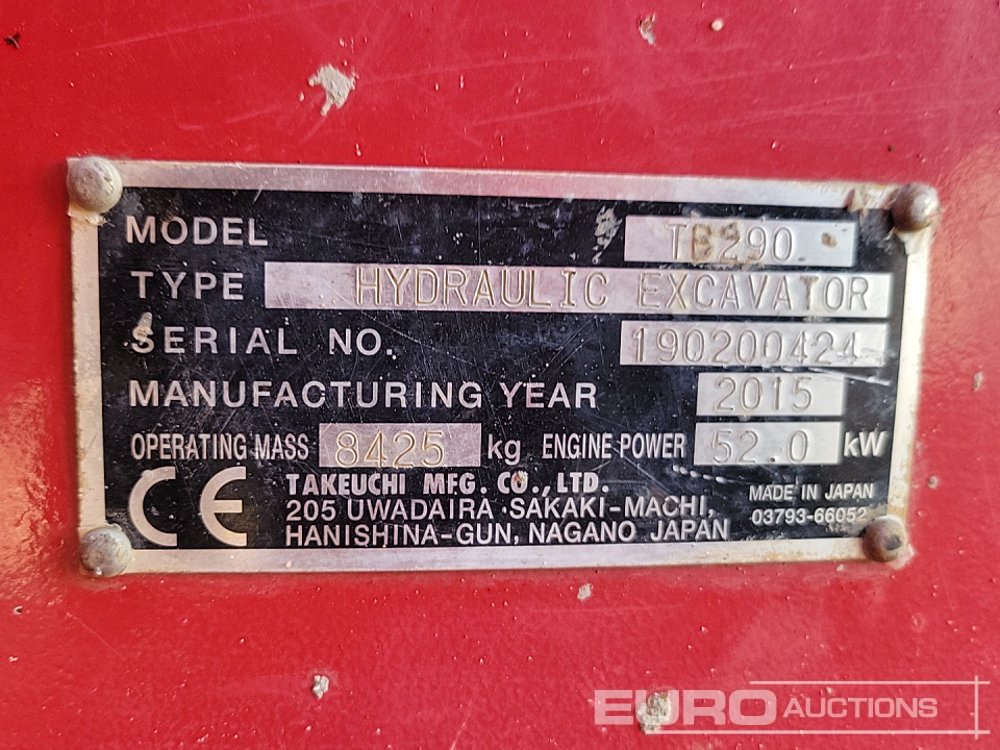 MODEL TB290
TYPE HYDRAULIC EXCAVATOR
SERIAL NO. 190200424
MANUFACTURING YEAR 2015
OPERATING MASS 8425 kg ENGINE POWER 52.0 kW
CE
TAKEUCHI MFG. CO., LTD.
205 UWADAIRA SAKAKI-MACHI,
HANISHINA-GUN, NAGANO JAPAN
MADE IN JAPAN
03793-66052
EURO AUCTIONS